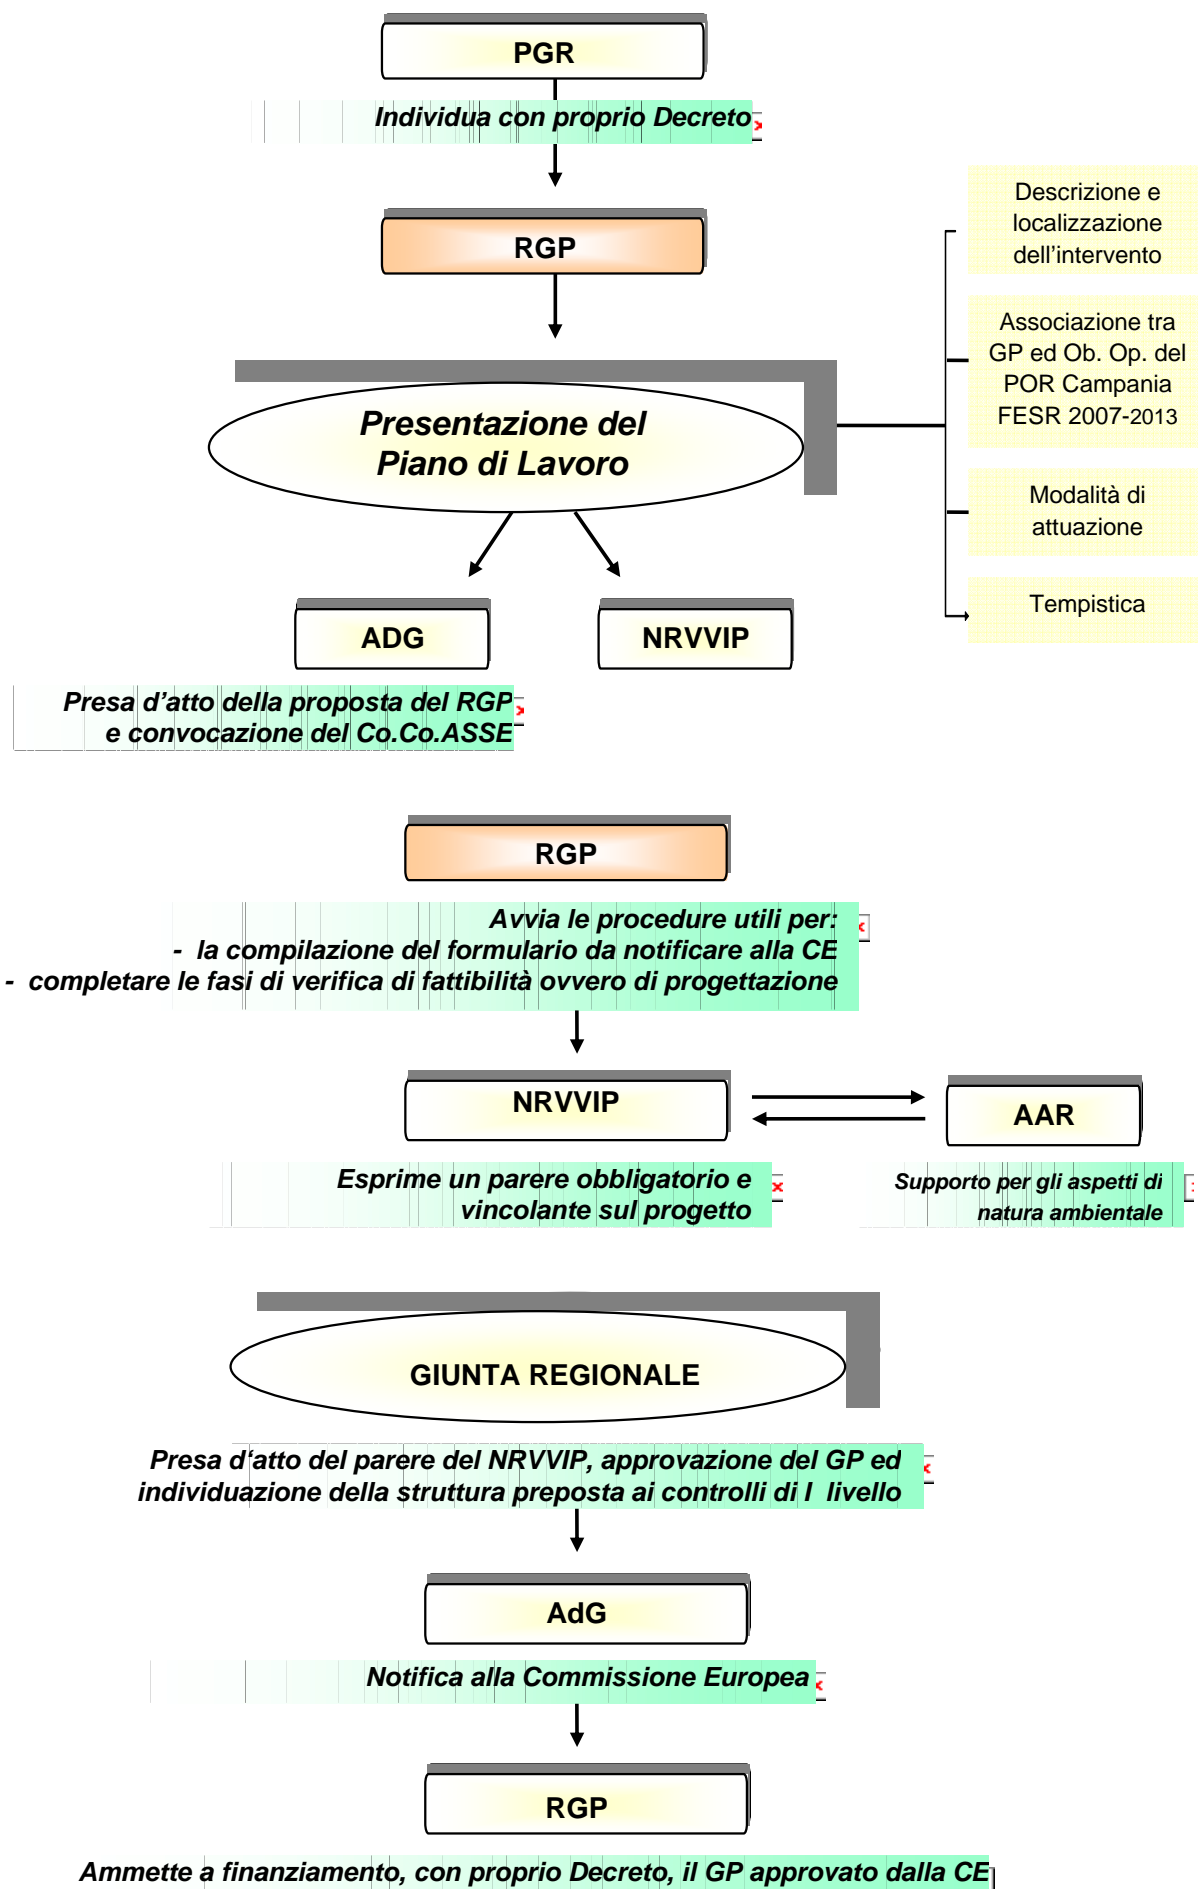 PGR
Individua con proprio Decreto
RGP
Descrizione e
localizzazione
dell'intervento
Associazione tra
GP ed Ob. Op. del
POR Campania
FESR 2007-2013
Modalità di
attuazione
Tempistica
Presentazione del
Piano di Lavoro
ADG
NRVVIP
Presa d'atto della proposta del RGP
e convocazione del Co.Co.ASSE
RGP
Avvia le procedure utili per:
- la compilazione del formulario da notificare alla CE
- completare le fasi di verifica di fattibilità ovvero di progettazione
NRVVIP
AAR
Esprime un parere obbligatorio e
vincolante sul progetto
Supporto per gli aspetti di
natura ambientale
GIUNTA REGIONALE
Presa d'atto del parere del NRVVIP, approvazione del GP ed
individuazione della struttura preposta ai controlli di I livello
AdG
Notifica alla Commissione Europea
RGP
Ammette a finanziamento, con proprio Decreto, il GP approvato dalla CE